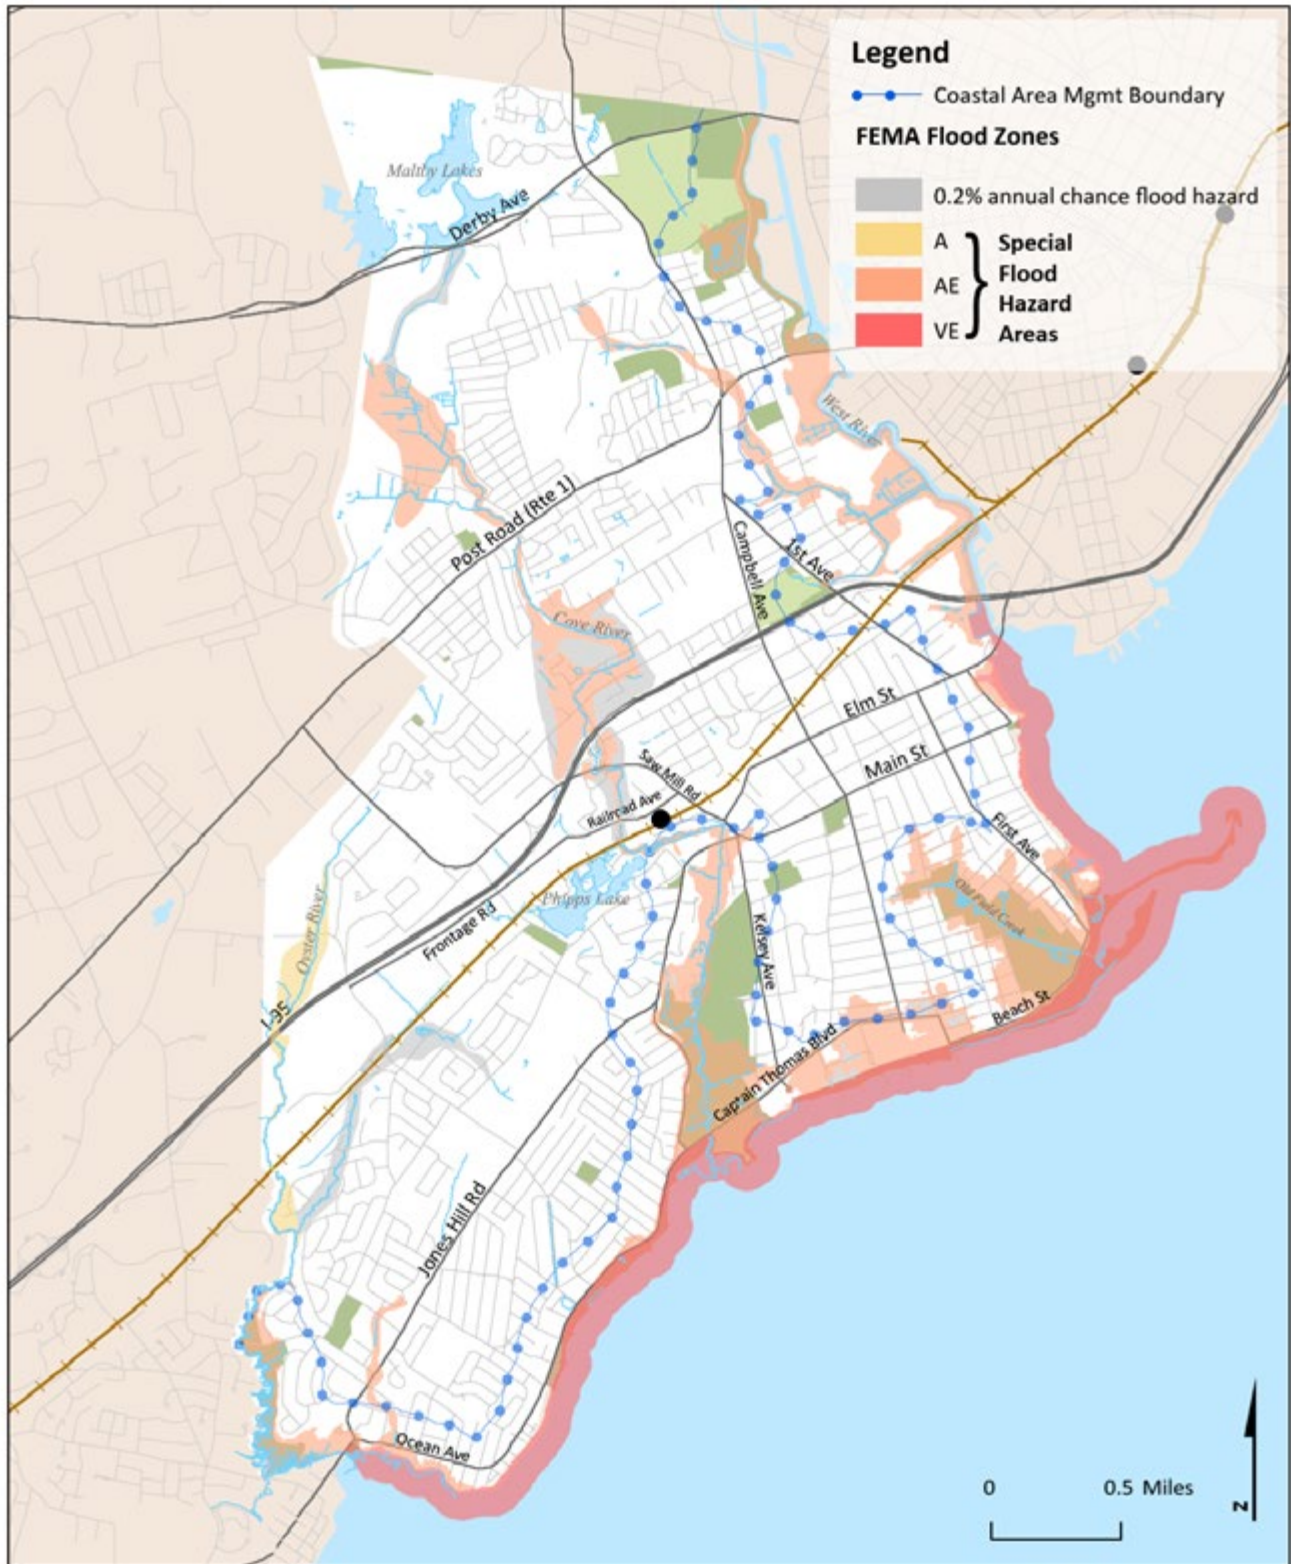 Legend
Coastal Area Mgmt Boundary
FEMA Flood Zones
0.2% annual chance flood hazard
A
AE
VE
Special
Flood
Hazard
Areas
Maltby Lakes
Derby Ave
West River
Post Road (Rte 1)
Campbell Ave
1st Ave
Cove River
Elm St
Main St
Saw Mill Rd
Railroad Ave
First Ave
Phipps Lake
Old Field Creek
Oyster River
Frontage Rd
Kelsey Ave
I-95
Beach St
Captain Thomas Blvd
Jones Hill Rd
Ocean Ave
0
0.5 Miles
N